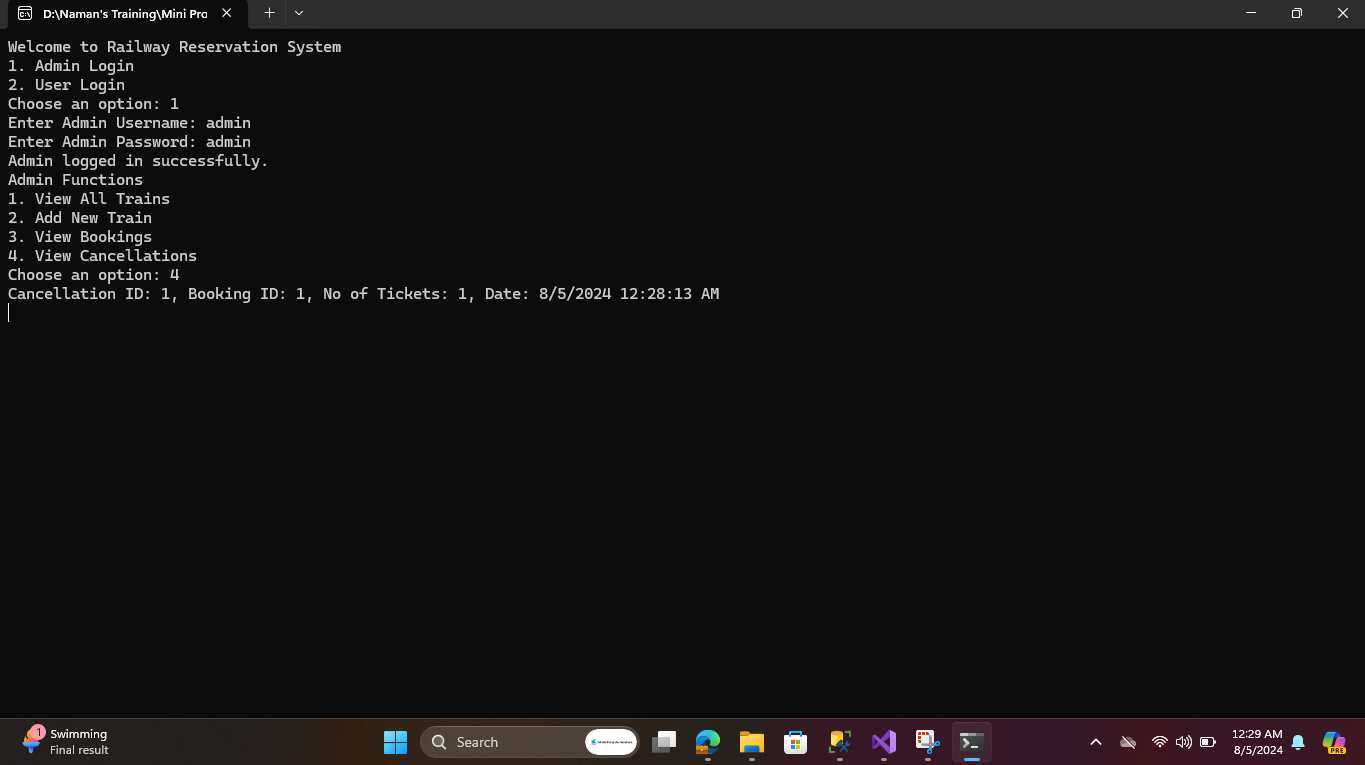 D:\Naman's Training\Mini Pro
Welcome to Railway Reservation System
1. Admin Login
2. User Login
Choose an option: 1
Enter Admin Username: admin
Enter Admin Password: admin
Admin logged in successfully.
Admin Functions
1. View All Trains
2. Add New Train
3. View Bookings
4. View Cancellations
Choose an option: 4
Cancellation ID: 1, Booking ID: 1, No of Tickets: 1, Date: 8/5/2024 12:28:13 AM
1
Swimming
Final result
Search
12:29 AM
8/5/2024
PRE